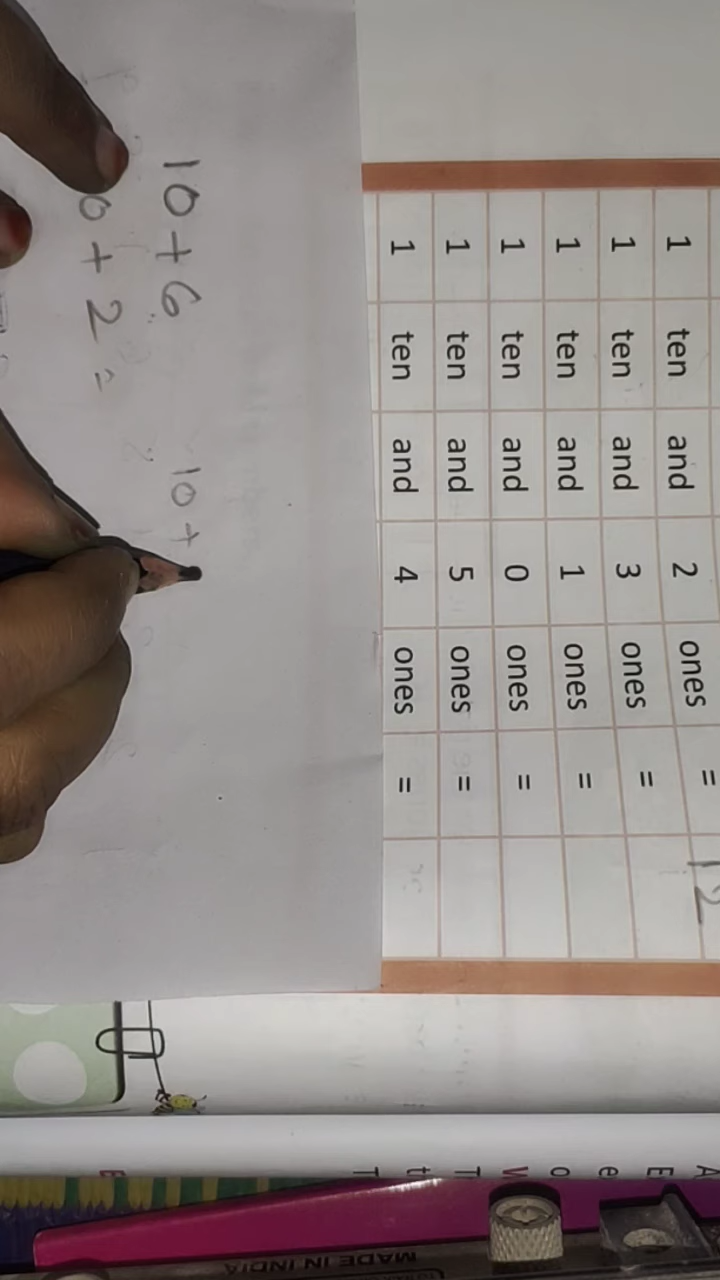 1 ten and 2 ones = 12
1 ten and 3 ones =
1 ten and 1 ones =
1 ten and 0 ones =
1 ten and 5 ones =
1 ten and 4 ones =
10+6 10+
0+2=
MADE IN INDIA